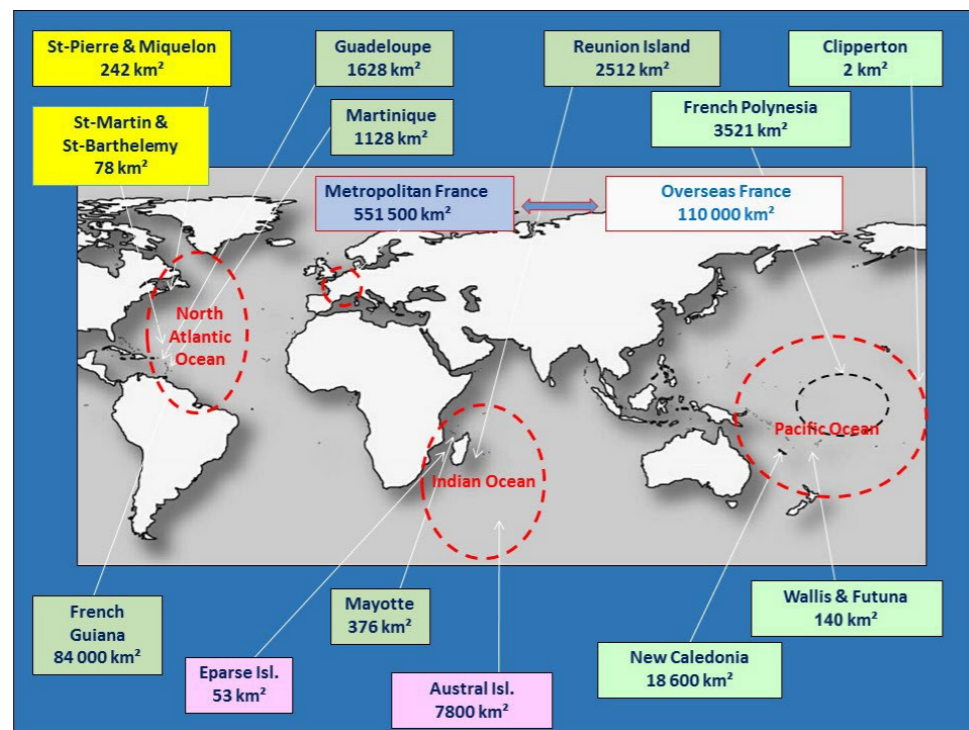 St-Pierre & Miquelon
242 km²
Guadeloupe
1628 km²
Reunion Island
2512 km²
Clipperton
2 km²
St-Martin &
St-Barthelemy
78 km²
Martinique
1128 km²
French Polynesia
3521 km²
Metropolitan France
551 500 km²
Overseas France
110 000 km²
North
Atlantic
Ocean
Pacific Ocean
Indian Ocean
French
Guiana
84 000 km²
Mayotte
376 km²
Wallis & Futuna
140 km²
Eparse Isl.
53 km²
Austral Isl.
7800 km²
New Caledonia
18 600 km²